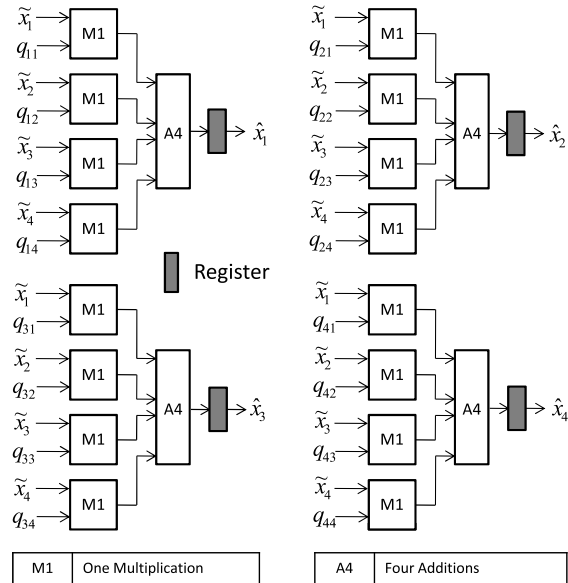 x̃₁ M1
q₁₁
x̃₂ M1
q₁₂
x̃₃ M1
q₁₃
x̃₄ M1
q₁₄
A4
x̂₁
x̃₁ M1
q₂₁
x̃₂ M1
q₂₂
x̃₃ M1
q₂₃
x̃₄ M1
q₂₄
A4
x̂₂
Register
x̃₁ M1
q₃₁
x̃₂ M1
q₃₂
x̃₃ M1
q₃₃
x̃₄ M1
q₃₄
A4
x̂₃
x̃₁ M1
q₄₁
x̃₂ M1
q₄₂
x̃₃ M1
q₄₃
x̃₄ M1
q₄₄
A4
x̂₄
M1 One Multiplication
A4 Four Additions